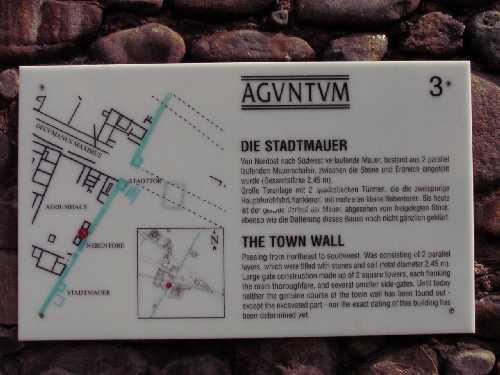 AGVNTVM
3*
DIE STADTMAUER
Von Nordost nach Südwest verlaufende Mauer, bestand aus 2 parallel
laufenden Mauerschalen, zwischen die Steine und Erdreich eingefüllt
wurde (Gesamtstärke 2,45 m).
Große Toranlage mit 2 quadratischen Türmen, die die zweispurige
Hauptdurchfahrt flankieren, mit mehreren kleinen Nebentoren. Bis heute
ist der genaue Verlauf der Mauer, abgesehen vom freigelegten Stück,
ebenso wie die Datierung dieses Baues noch nicht gänzlich geklärt.
THE TOWN WALL
Passing from northeast to southwest. Was consisting of 2 parallel
layers, which were filled with stones and soil (total diameter 2,45 m).
Large gate construction made up of 2 square towers, each flanking
the main thoroughfare, and several smaller side-gates. Until today
neither the genuine course of the town wall has been found out -
except the excavated part - nor the exact dating of this building has
been determined yet.
DECUMANUS MAXIMUS
STADTTOR
ATRIUMHAUS
NEBENTORE
STADTMAUER
N